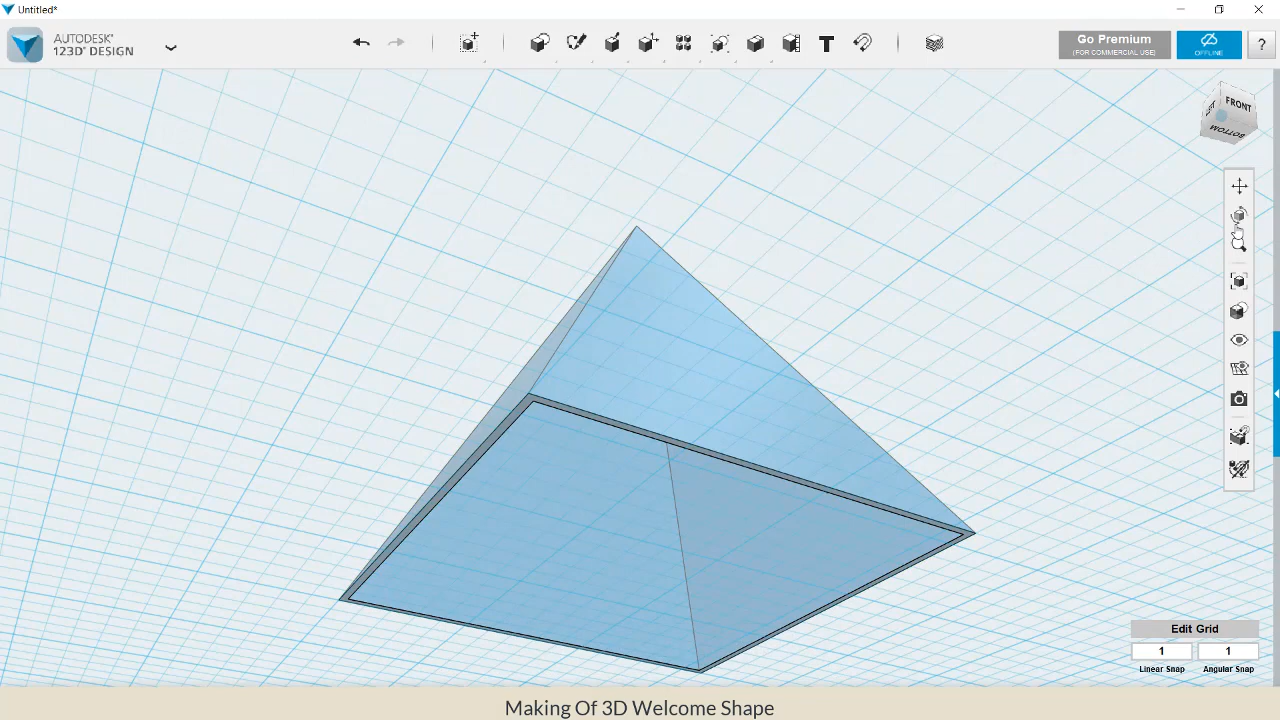 Untitled*
AUTODESK®
123D® DESIGN
Go Premium
(FOR COMMERCIAL USE)
OFFLINE
?
FRONT
BOTTOM
Edit Grid
1 1
Linear Snap Angular Snap
Making Of 3D Welcome Shape